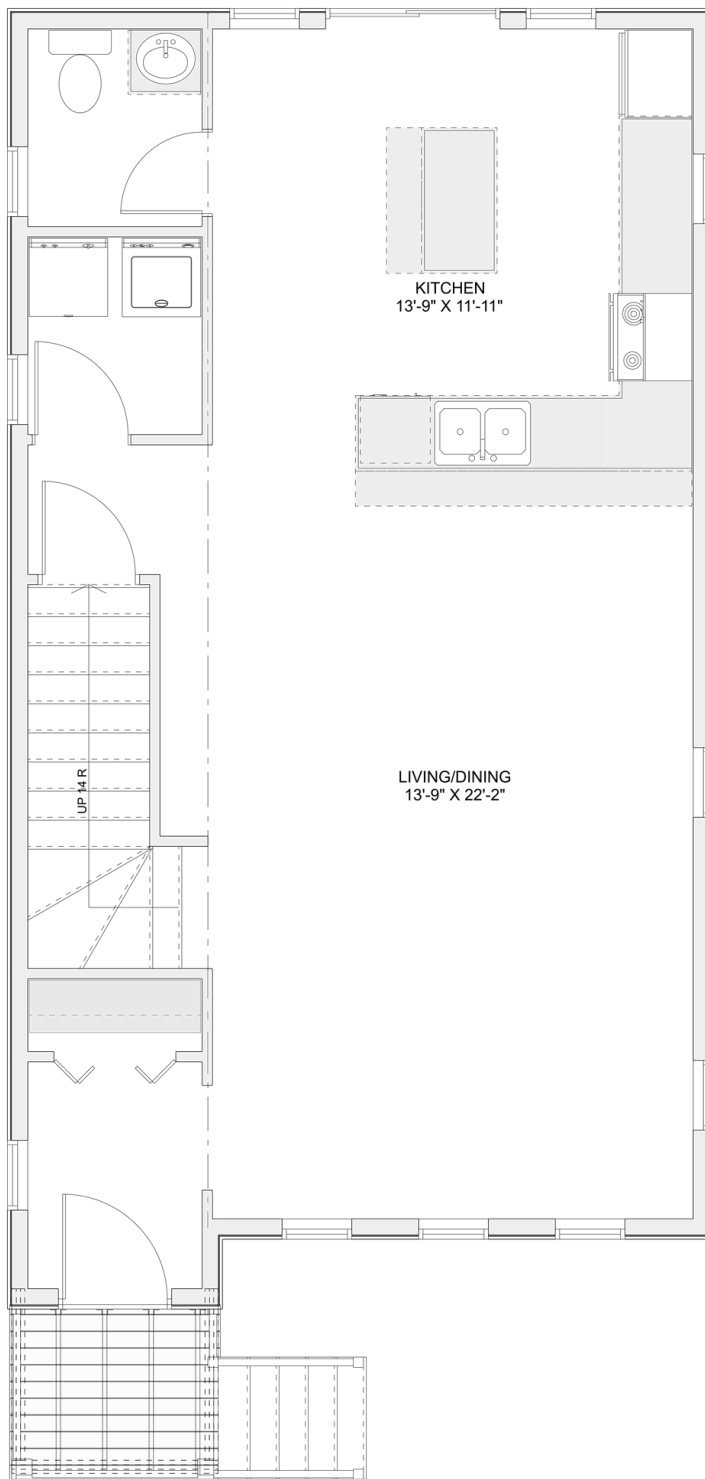 KITCHEN
13'-9" X 11'-11"
LIVING/DINING
13'-9" X 22'-2"
UP 14 R